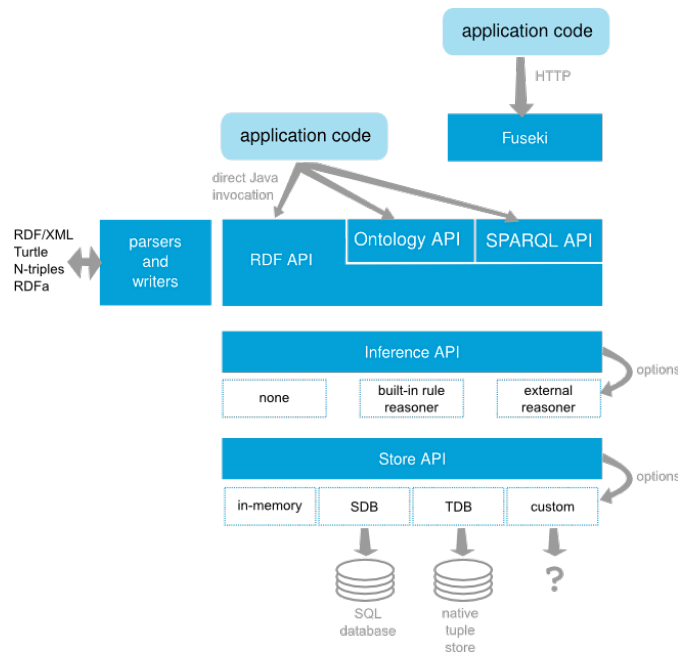 application code
HTTP
Fuseki
application code
direct Java
invocation
RDF/XML
Turtle
N-triples
RDFa
parsers
and
writers
RDF API
Ontology API
SPARQL API
Inference API
options
none
built-in rule
reasoner
external
reasoner
Store API
options
in-memory
SDB
TDB
custom
?
SQL
database
native
tuple
store